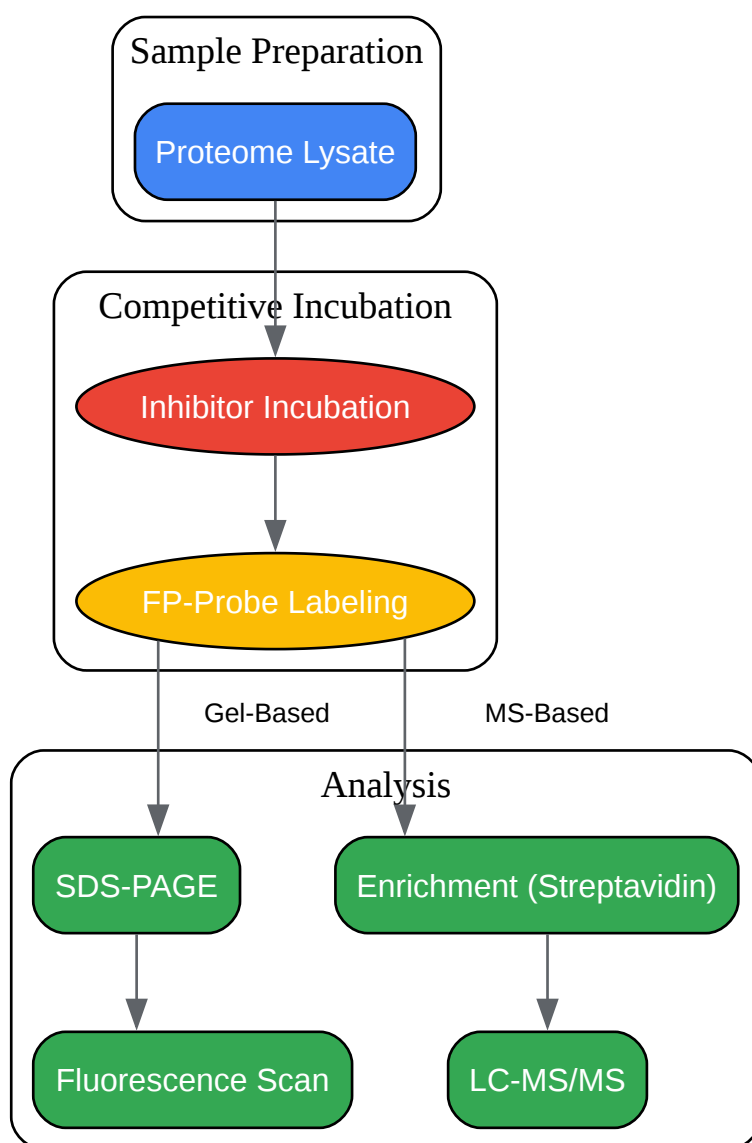 Sample Preparation
Proteome Lysate
Competitive Incubation
Inhibitor Incubation
FP-Probe Labeling
Gel-Based
MS-Based
Analysis
SDS-PAGE
Enrichment (Streptavidin)
Fluorescence Scan
LC-MS/MS